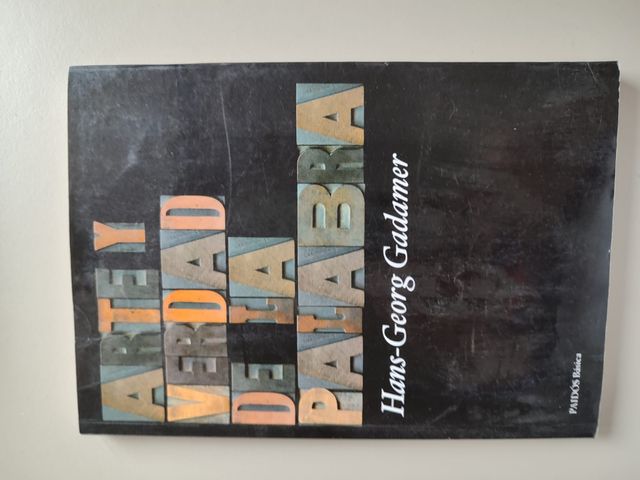 ARTE Y
VERDAD
DE LA
PALABRA
Hans-Georg Gadamer
PAIDÓS Básica